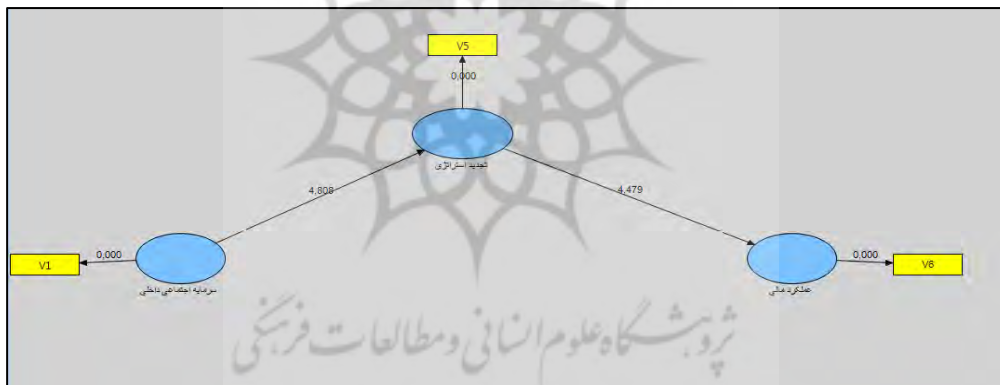 V5
0,000
تجدید استراتژی
4,808
4,479
V1
0,000
سرمایه اجتماعی داخلی
0,000
V6
عملکرد مالی
پژوهشگاه علوم انسانی و مطالعات فرهنگی